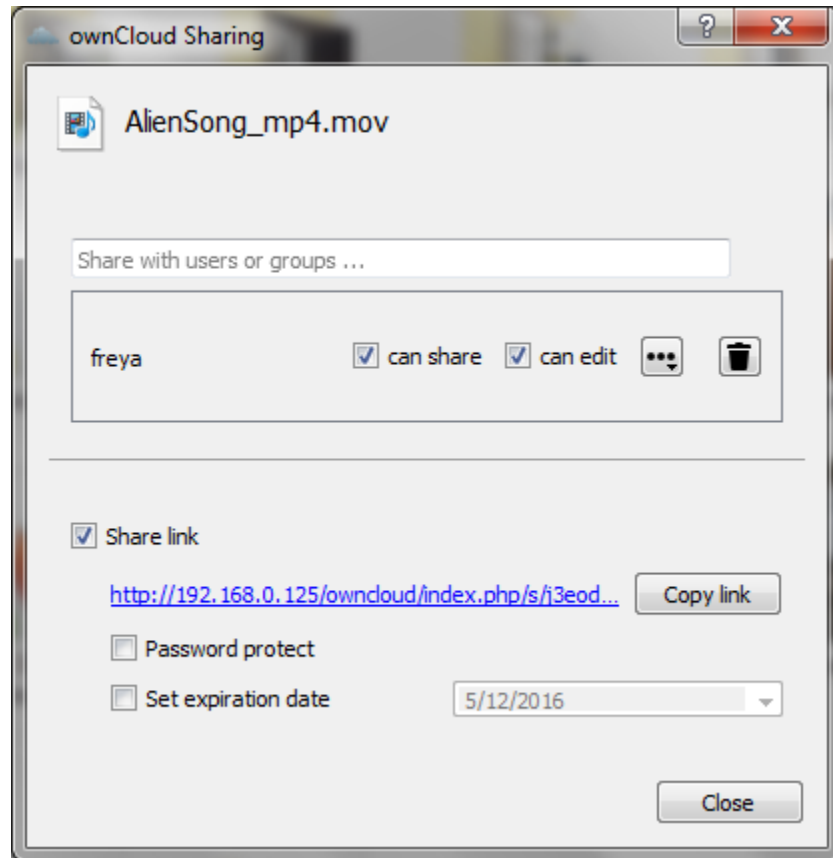 ownCloud Sharing
AlienSong_mp4.mov
Share with users or groups ...
freya can share can edit
Share link
http://192.168.0.125/owncloud/index.php/s/j3eod... Copy link
Password protect
Set expiration date 5/12/2016
Close